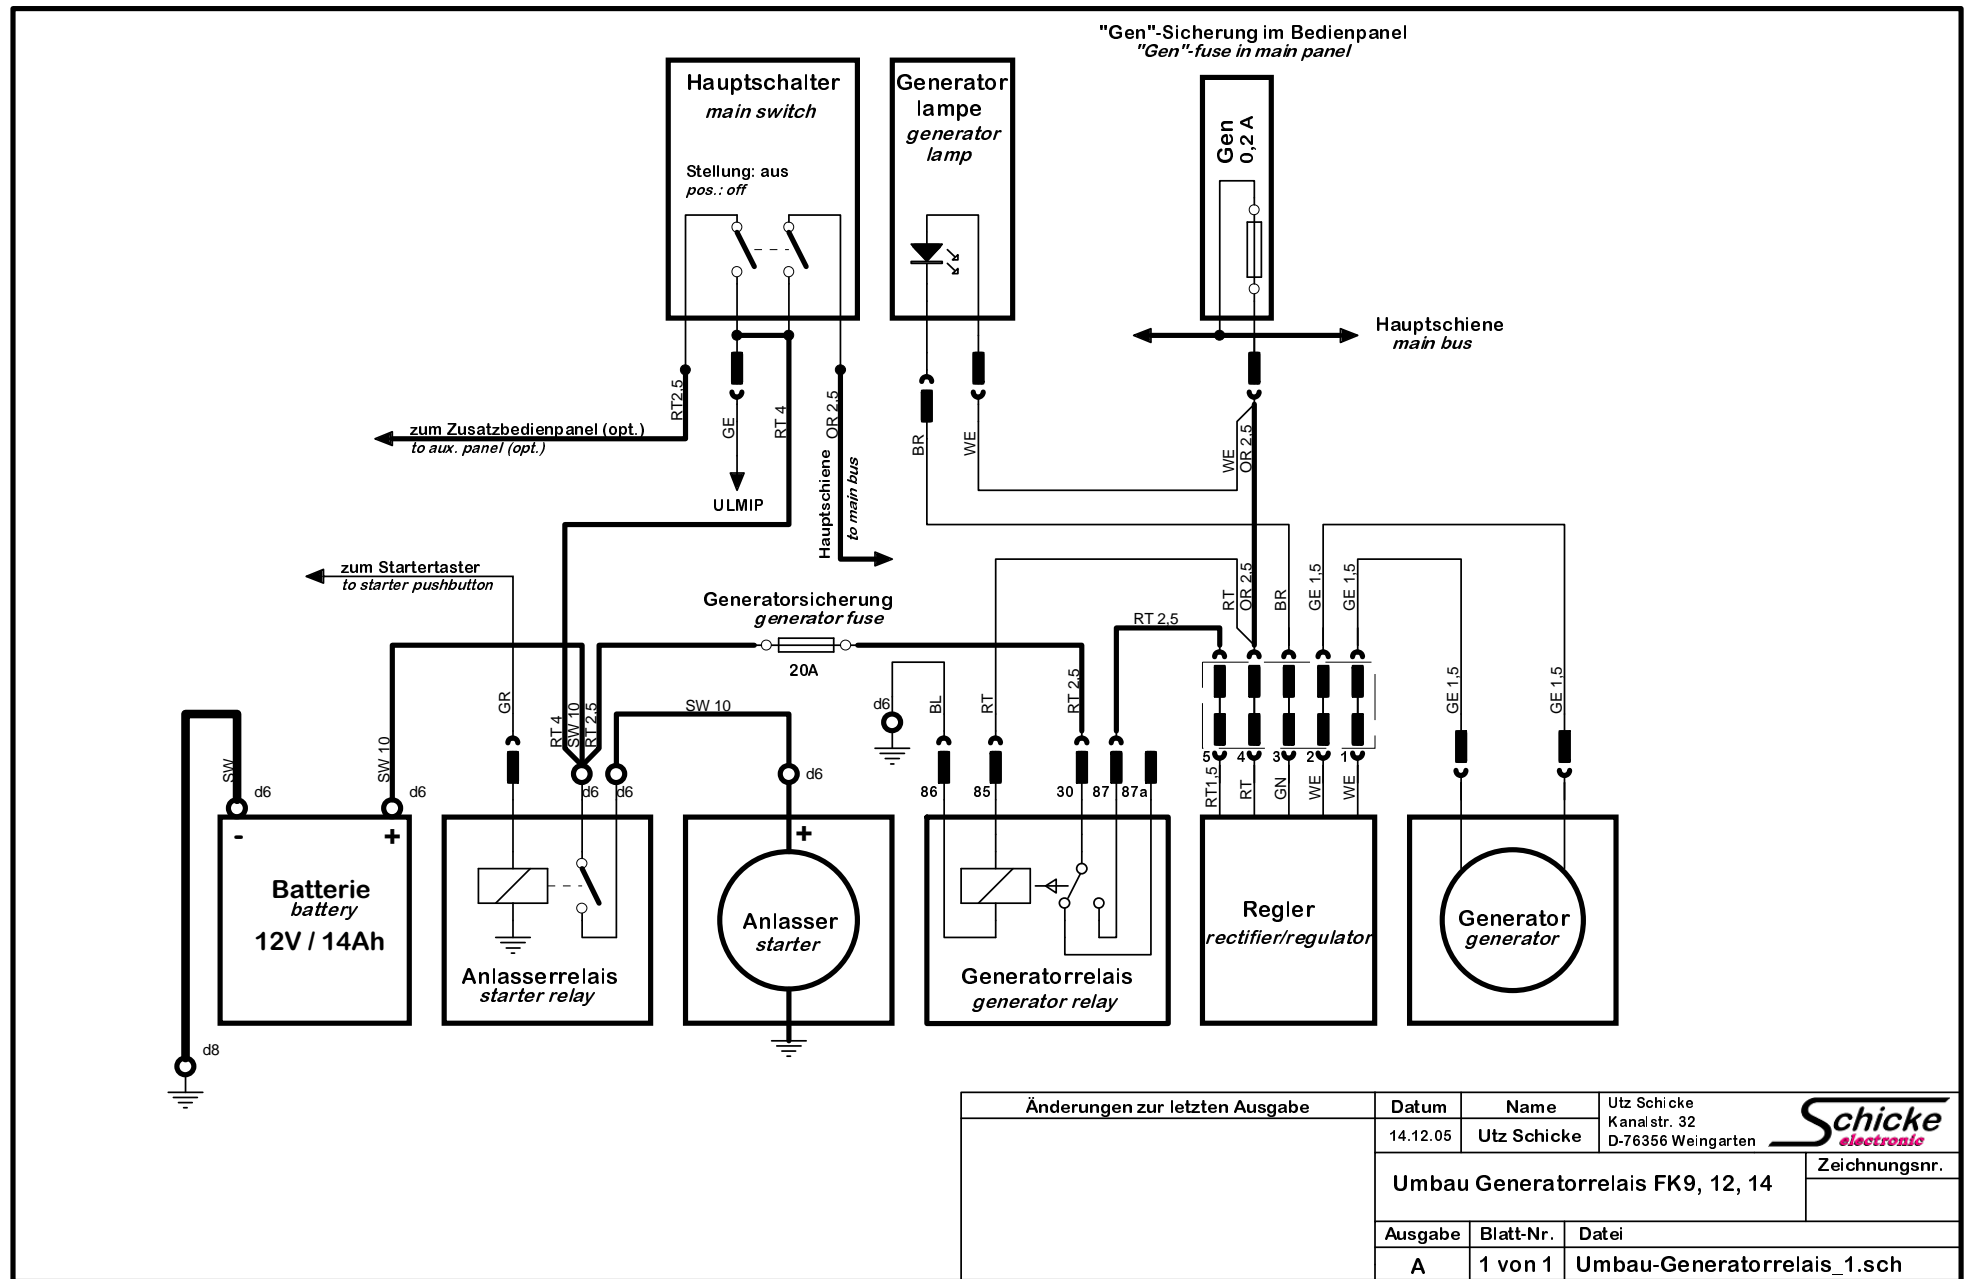 "Gen"-Sicherung im Bedienpanel
"Gen"-fuse in main panel
Hauptschalter
main switch
Stellung: aus
pos.: off
Generator
lampe
generator
lamp
Gen
0,2 A
Hauptschiene
main bus
RT2,5
GE
RT 4
OR 2,5
BR
WE
WE
OR 2,5
zum Zusatzbedienpanel (opt.)
to aux. panel (opt.)
ULMIP
Hauptschiene
to main bus
zum Startertaster
to starter pushbutton
Generatorsicherung
generator fuse
20A
RT 2,5
RT
OR 2,5
BR
GE 1,5
GE 1,5
GR
RT 4
SW 10
RT 2,5
SW 10
d6
BL
RT
RT 2,5
GE 1,5
GE 1,5
SW
SW 10
d6
d6
d6
d6
d6
86
85
30
87
87a
5
4
3
2
1
RT1,5
RT
GN
WE
WE
-
+
+
Batterie
battery
12V / 14Ah
Anlasserrelais
starter relay
Anlasser
starter
Generatorrelais
generator relay
Regler
rectifier/regulator
Generator
generator
d8
Änderungen zur letzten Ausgabe
Datum
Name
14.12.05
Utz Schicke
Utz Schicke
Kanalstr. 32
D-76356 Weingarten
Schicke
electronic
Umbau Generatorrelais FK9, 12, 14
Zeichnungsnr.
Ausgabe
Blatt-Nr.
Datei
A
1 von 1
Umbau-Generatorrelais_1.sch